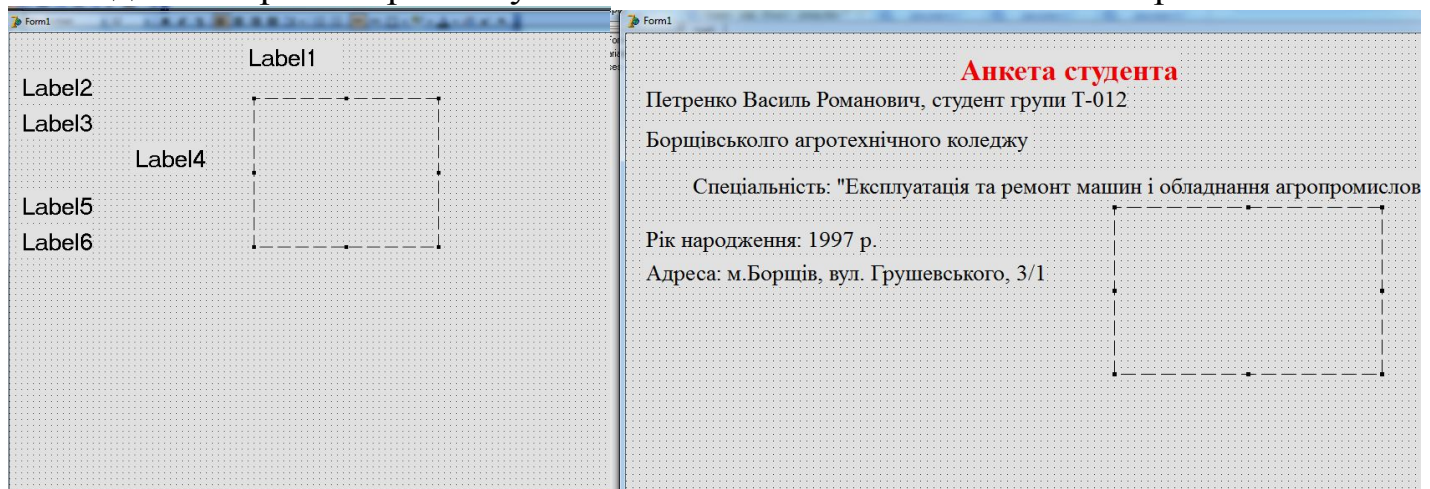 Form1
Label1
Label2
Label3
Label4
Label5
Label6
Form1
Анкета студента
Петренко Василь Романович, студент групи Т-012
Борщівськолго агротехнічного коледжу
Спеціальність: "Експлуатація та ремонт машин і обладнання агропромислов
Рік народження: 1997 р.
Адреса: м.Борщів, вул. Грушевського, 3/1